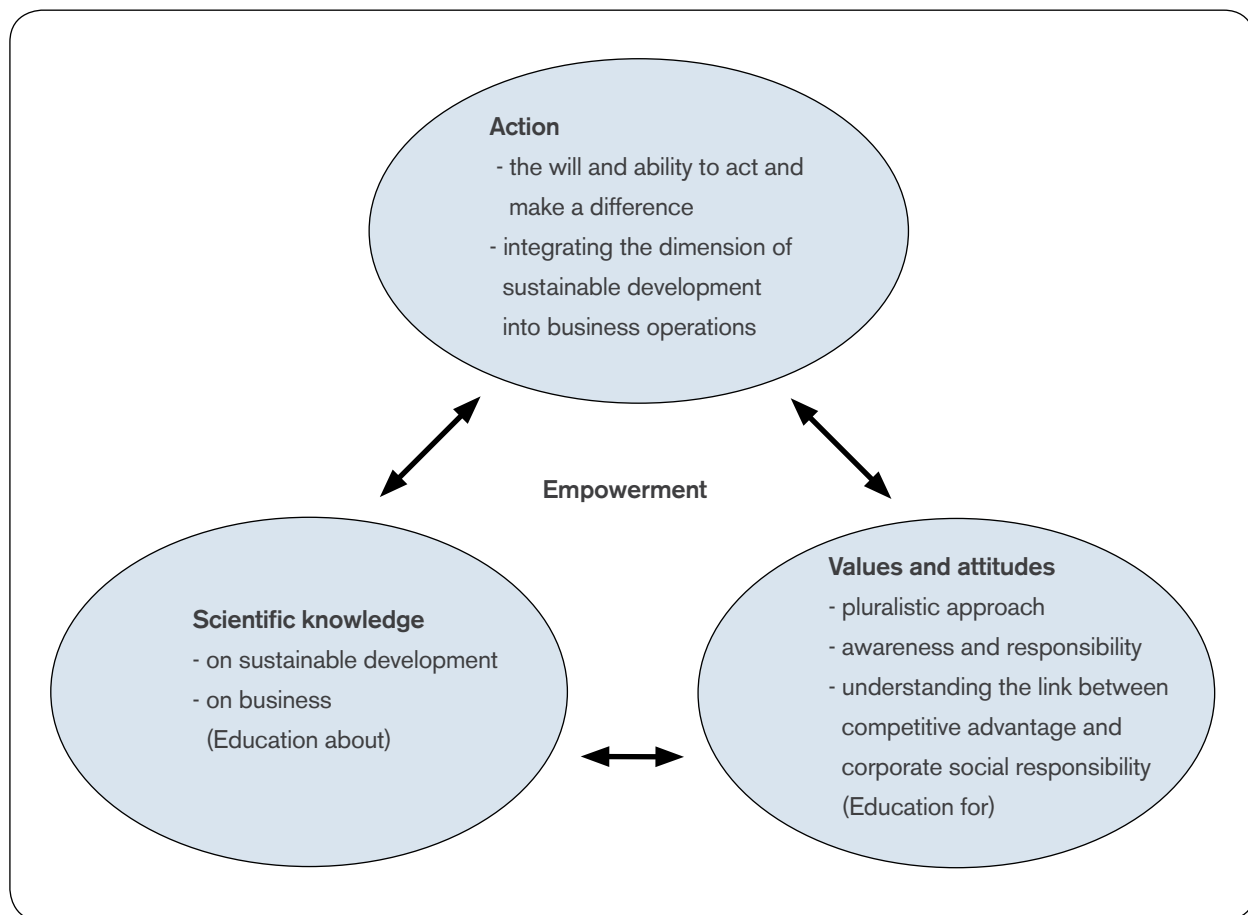 Action
- the will and ability to act and
make a difference
- integrating the dimension of
sustainable development
into business operations
Empowerment
Scientific knowledge
- on sustainable development
- on business
(Education about)
Values and attitudes
- pluralistic approach
- awareness and responsibility
- understanding the link between
competitive advantage and
corporate social responsibility
(Education for)